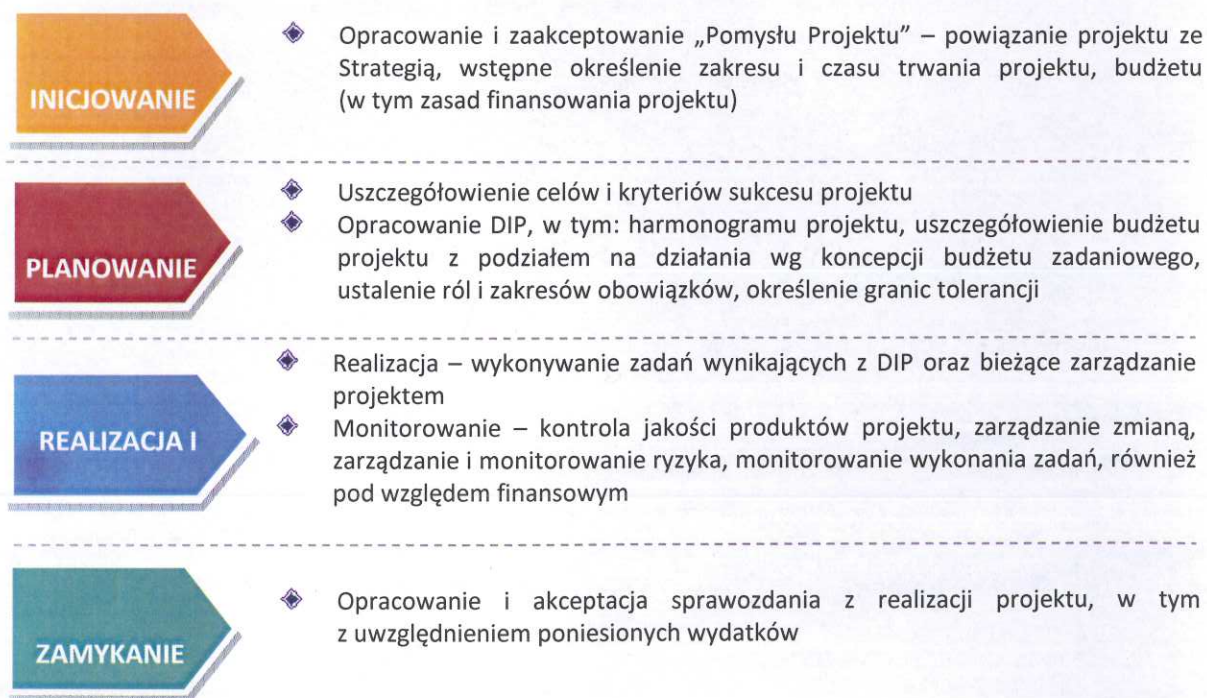 INICJOWANIE
Opracowanie i zaakceptowanie „Pomysłu Projektu” – powiązanie projektu ze
Strategią, wstępne określenie zakresu i czasu trwania projektu, budżetu
(w tym zasad finansowania projektu)
PLANOWANIE
Uszczegółowienie celów i kryteriów sukcesu projektu
Opracowanie DIP, w tym: harmonogramu projektu, uszczegółowienie budżetu
projektu z podziałem na działania wg koncepcji budżetu zadaniowego,
ustalenie ról i zakresów obowiązków, określenie granic tolerancji
REALIZACJA I
Realizacja – wykonywanie zadań wynikających z DIP oraz bieżące zarządzanie
projektem
Monitorowanie – kontrola jakości produktów projektu, zarządzanie zmianą,
zarządzanie i monitorowanie ryzyka, monitorowanie wykonania zadań, również
pod względem finansowym
ZAMYKANIE
Opracowanie i akceptacja sprawozdania z realizacji projektu, w tym
z uwzględnieniem poniesionych wydatków